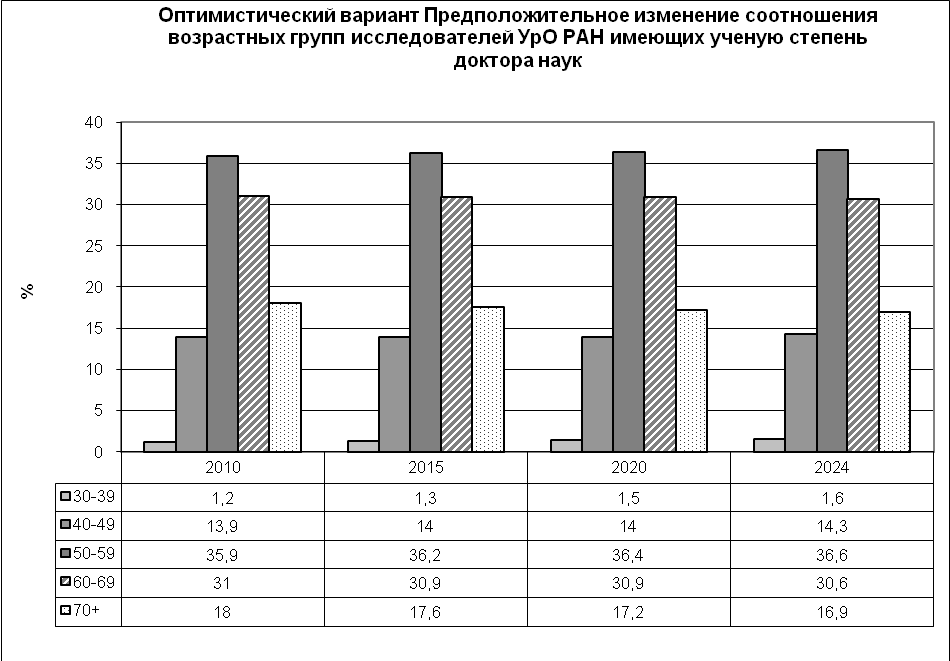 Оптимистический вариант Предположительное изменение соотношения
возрастных групп исследователей УрО РАН имеющих ученую степень
доктора наук
40
35
30
25
20
15
10
5
0
%
2010 2015 2020 2024
30-39 1,2 1,3 1,5 1,6
40-49 13,9 14 14 14,3
50-59 35,9 36,2 36,4 36,6
60-69 31 30,9 30,9 30,6
70+ 18 17,6 17,2 16,9